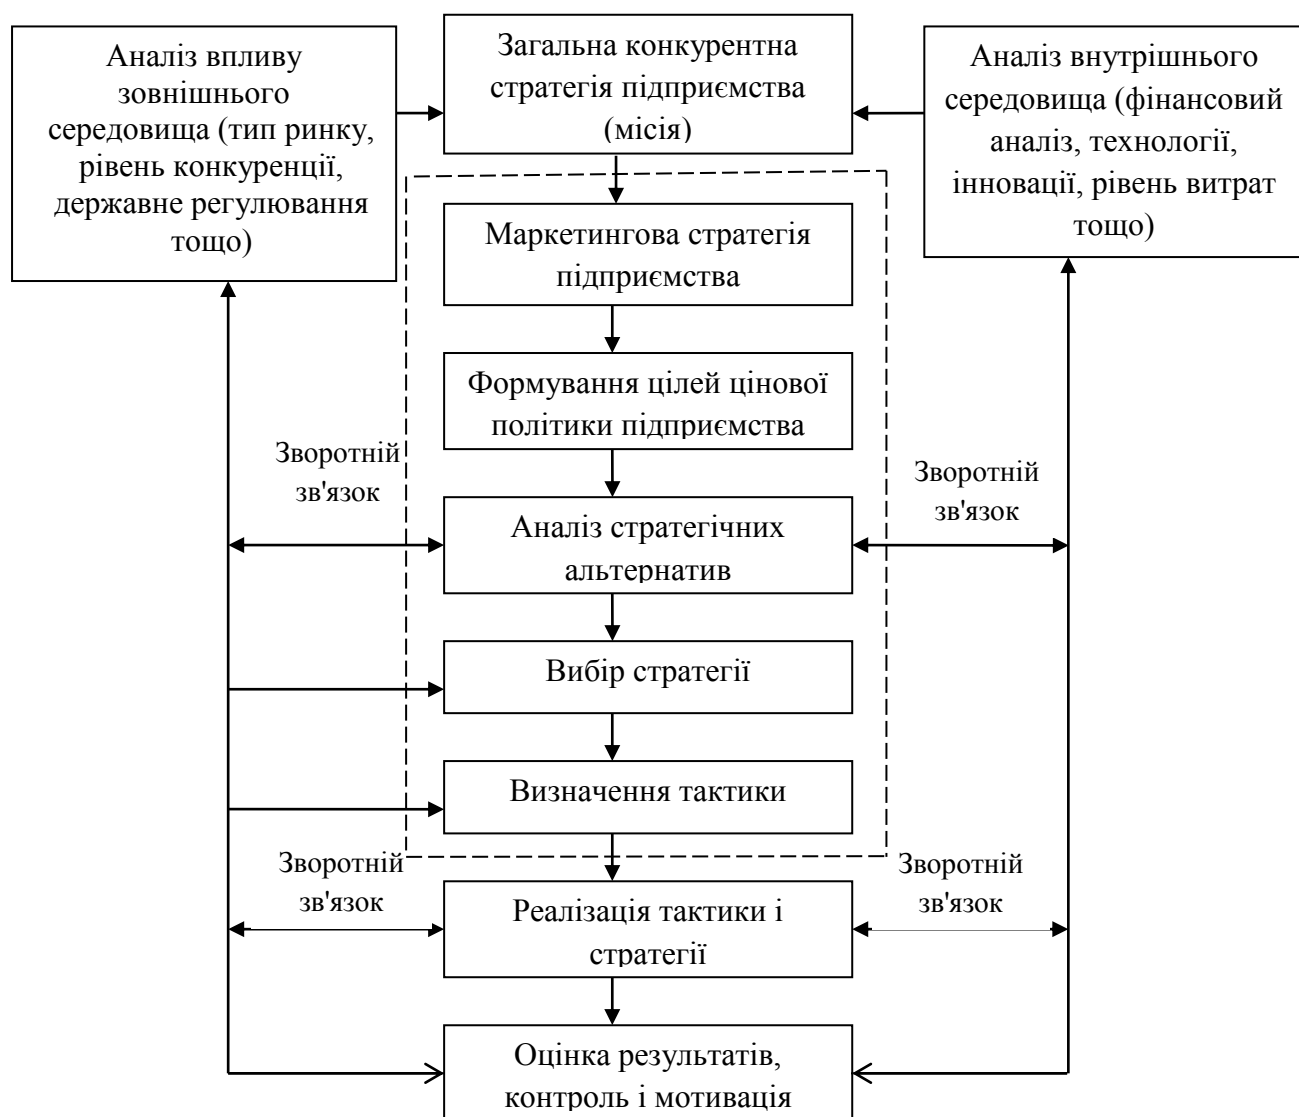 Аналіз впливу
зовнішнього
середовища (тип ринку,
рівень конкуренції,
державне регулювання
тощо)
Загальна конкурентна
стратегія підприємства
(місія)
Аналіз внутрішнього
середовища (фінансовий
аналіз, технології,
інновації, рівень витрат
тощо)
Маркетингова стратегія
підприємства
Формування цілей цінової
політики підприємства
Зворотній
зв'язок
Зворотній
зв'язок
Аналіз стратегічних
альтернатив
Вибір стратегії
Визначення тактики
Зворотній
зв'язок
Зворотній
зв'язок
Реалізація тактики і
стратегії
Оцінка результатів,
контроль і мотивація